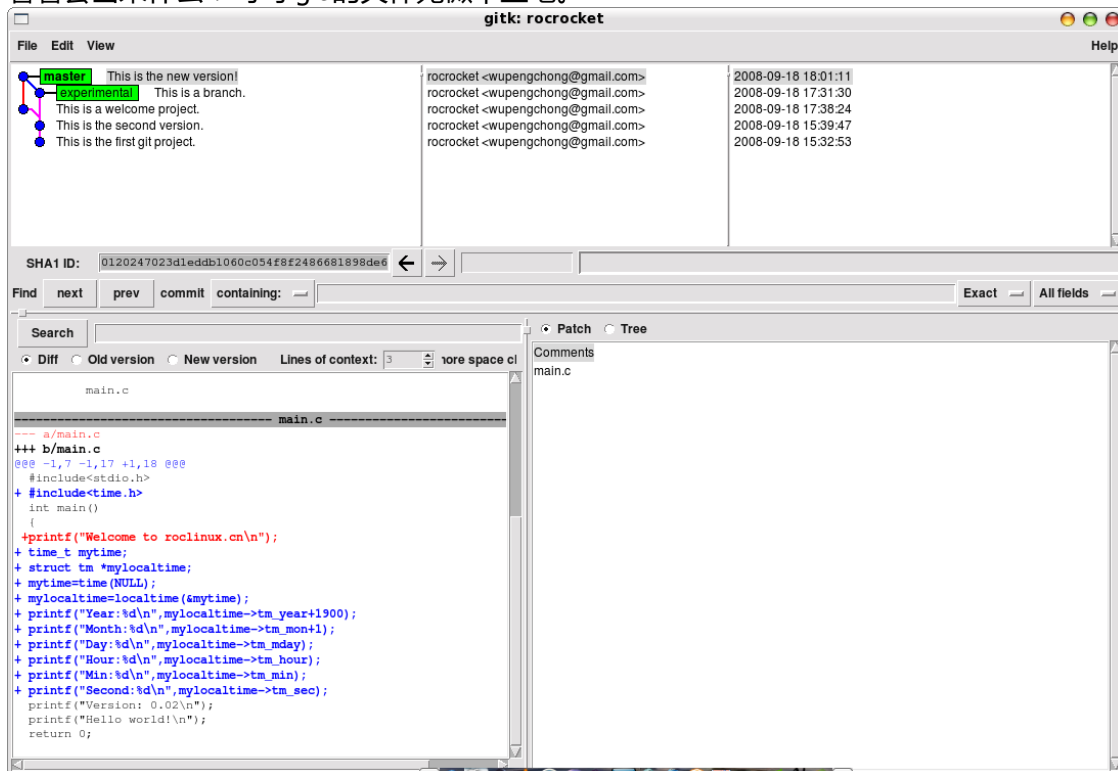 gitk: rocrocket
File Edit View Help
master This is the new version! rocrocket <wupengchong@gmail.com> 2008-09-18 18:01:11
experimental This is a branch. rocrocket <wupengchong@gmail.com> 2008-09-18 17:31:30
This is a welcome project. rocrocket <wupengchong@gmail.com> 2008-09-18 17:38:24
This is the second version. rocrocket <wupengchong@gmail.com> 2008-09-18 15:39:47
This is the first git project. rocrocket <wupengchong@gmail.com> 2008-09-18 15:32:53
SHA1 ID: 0120247023d1eddb1060c054f8f2486681898de6
Find next prev commit containing: Exact All fields
Search
Patch Tree
Diff Old version New version Lines of context: 3 nore space cl
Comments
main.c
main.c
---------------------------------- main.c -----------------------
--- a/main.c
+++ b/main.c
@@@ -1,7 -1,17 +1,18 @@@
#include<stdio.h>
+ #include<time.h>
int main()
{
+printf("Welcome to roclinux.cn\n");
+ time_t mytime;
+ struct tm *mylocaltime;
+ mytime=time(NULL);
+ mylocaltime=localtime(&mytime);
+ printf("Year:%d\n",mylocaltime->tm_year+1900);
+ printf("Month:%d\n",mylocaltime->tm_mon+1);
+ printf("Day:%d\n",mylocaltime->tm_mday);
+ printf("Hour:%d\n",mylocaltime->tm_hour);
+ printf("Min:%d\n",mylocaltime->tm_min);
+ printf("Second:%d\n",mylocaltime->tm_sec);
printf("Version: 0.02\n");
printf("Hello world!\n");
return 0;